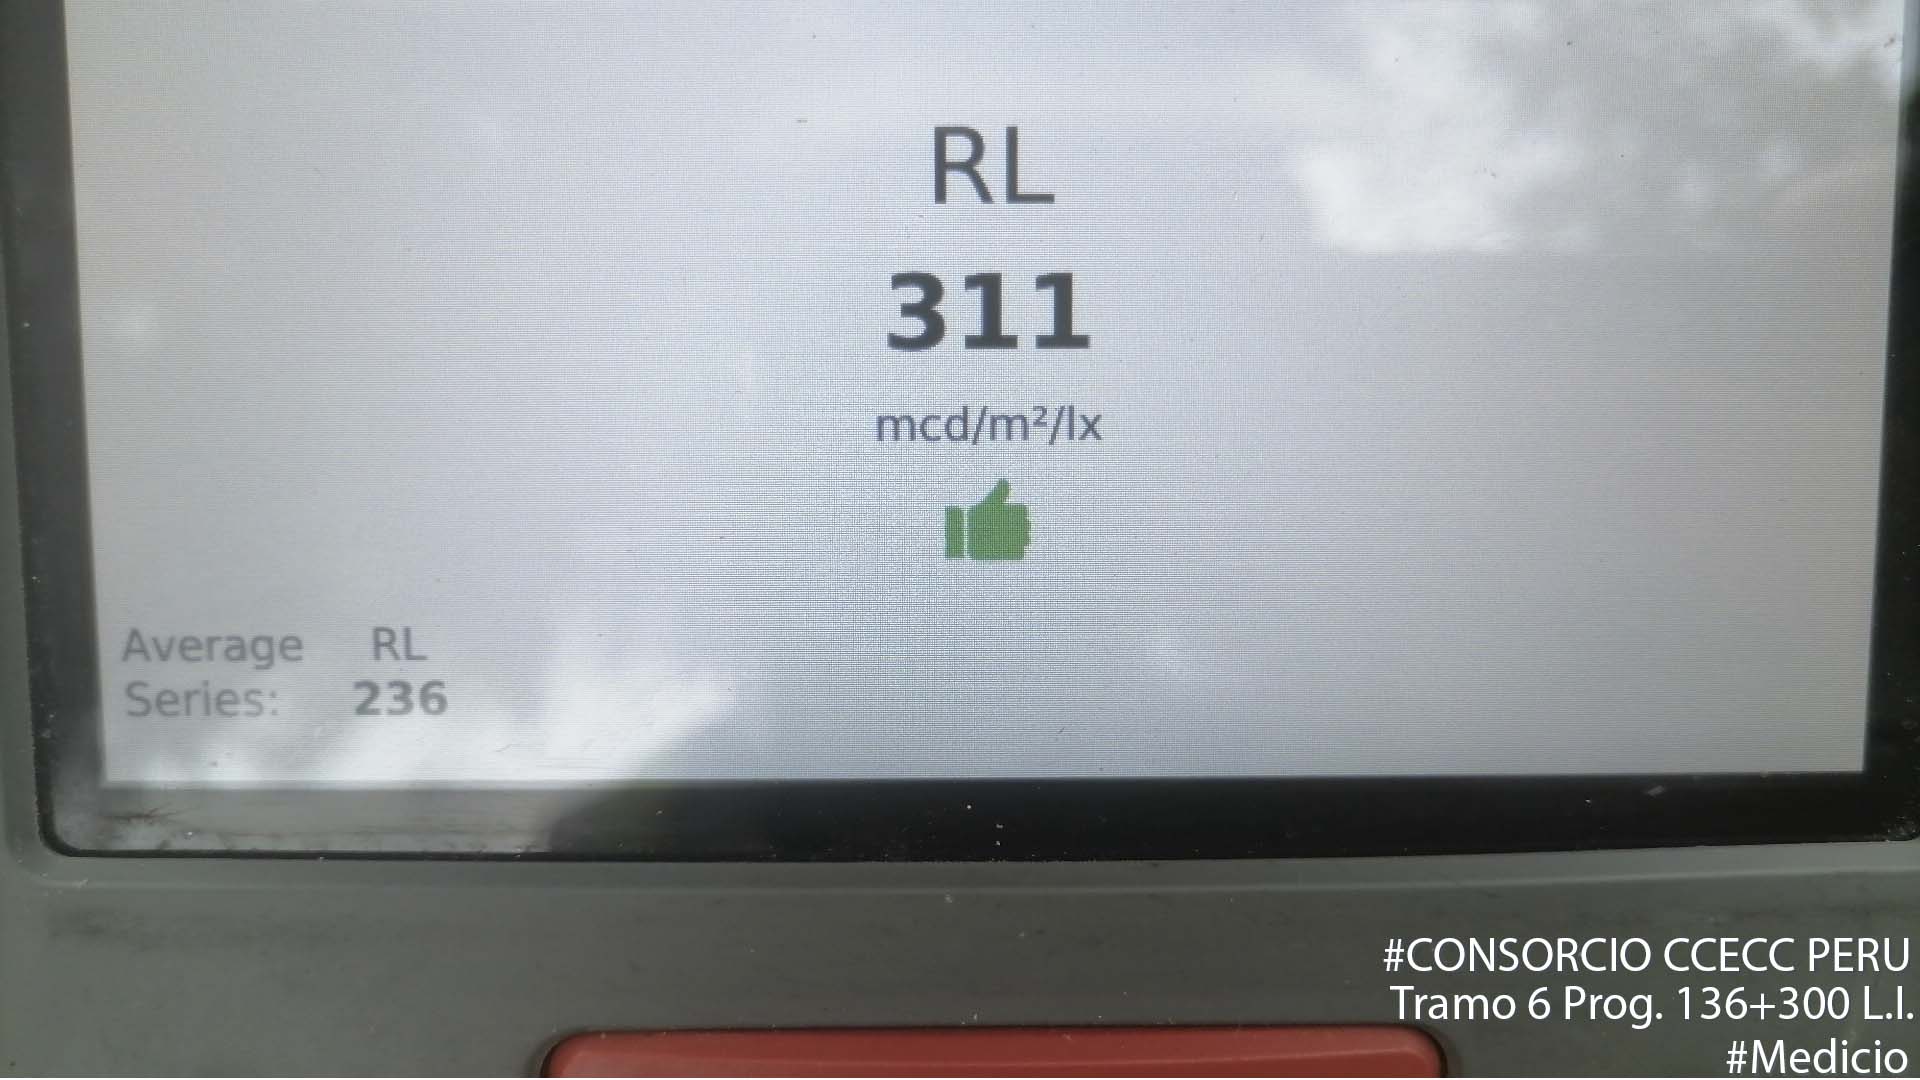 RL
311
mcd/m²/lx
Average RL
Series: 236
#CONSORCIO CCECC PERU
Tramo 6 Prog. 136+300 L.I.
#Medicio